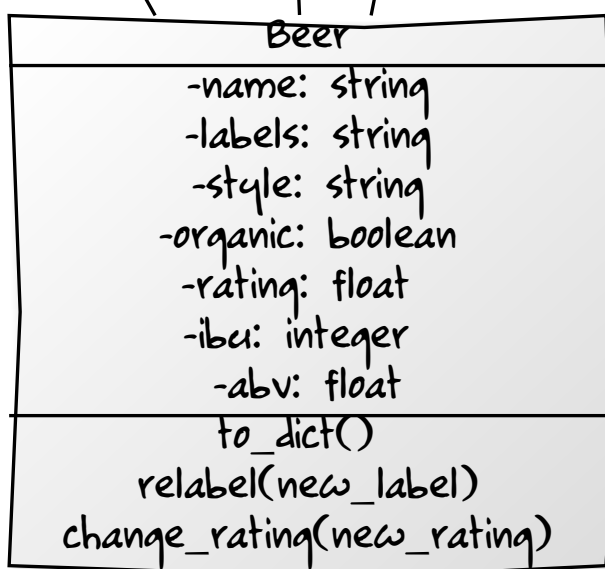 Beer
-name: string
-labels: string
-style: string
-organic: boolean
-rating: float
-ibu: integer
-abv: float
to_dict()
relabel(new_label)
change_rating(new_rating)